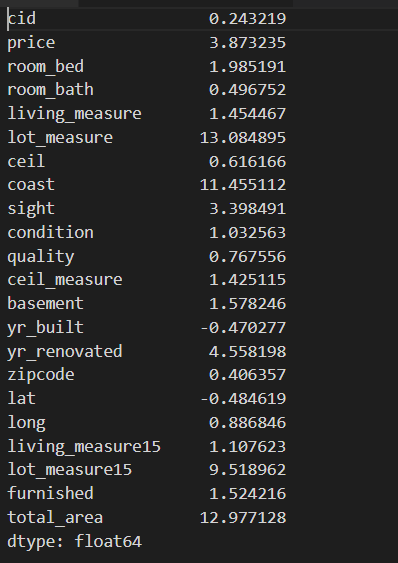 cid 0.243219
price 3.873235
room_bed 1.985191
room_bath 0.496752
living_measure 1.454467
lot_measure 13.084895
ceil 0.616166
coast 11.455112
sight 3.398491
condition 1.032563
quality 0.767556
ceil_measure 1.425115
basement 1.578246
yr_built -0.470277
yr_renovated 4.558198
zipcode 0.406357
lat -0.484619
long 0.886846
living_measure15 1.107623
lot_measure15 9.518962
furnished 1.524216
total_area 12.977128
dtype: float64